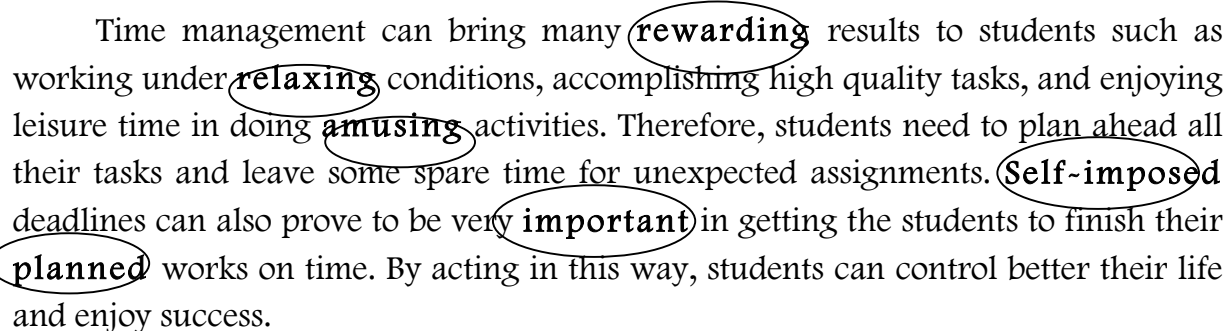 Time management can bring many rewarding results to students such as
working under relaxing conditions, accomplishing high quality tasks, and enjoying
leisure time in doing amusing activities. Therefore, students need to plan ahead all
their tasks and leave some spare time for unexpected assignments. Self-imposed
deadlines can also prove to be very important in getting the students to finish their
planned works on time. By acting in this way, students can control better their life
and enjoy success.